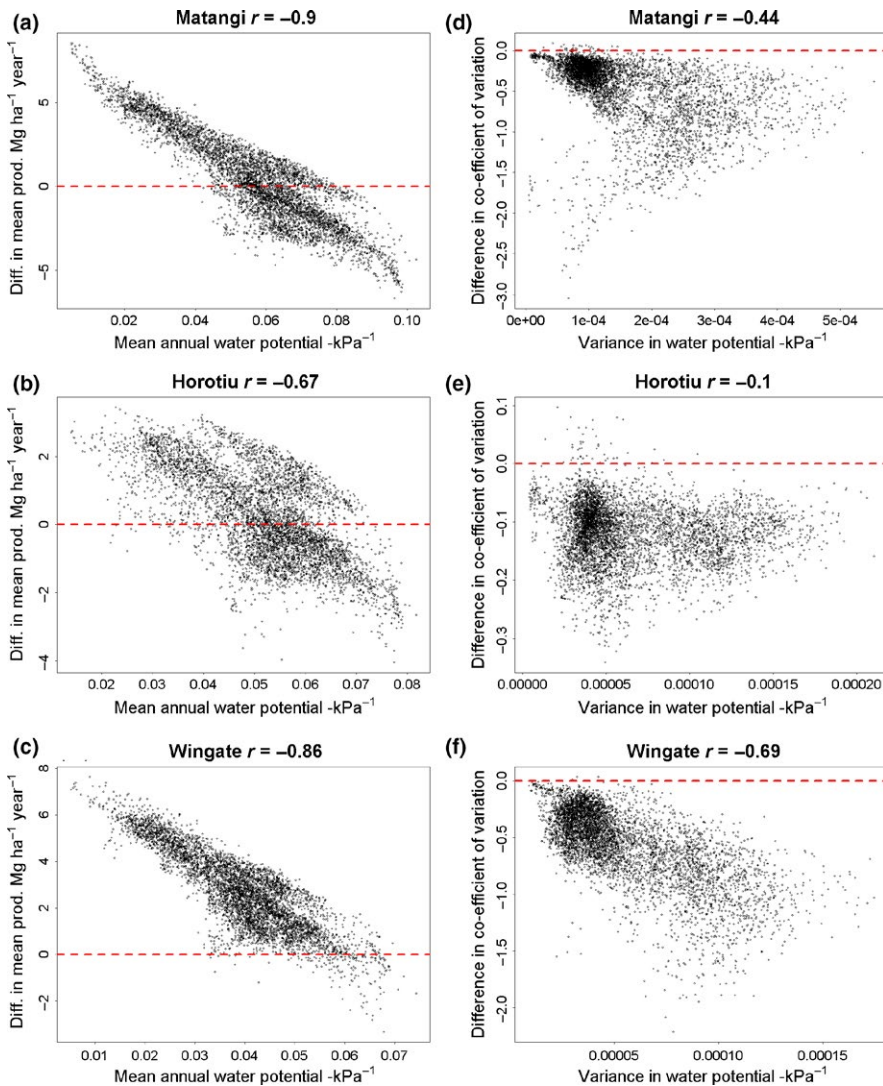 (a) Matangi r = –0.9
Diff. in mean prod. Mg ha⁻¹ year⁻¹
5
0
−5
0.02 0.04 0.06 0.08 0.10
Mean annual water potential -kPa⁻¹
(d) Matangi r = –0.44
Difference in co-efficient of variation
0.0
−0.5
−1.0
−1.5
−2.0
−2.5
−3.0
0e+00 1e-04 2e-04 3e-04 4e-04 5e-04
Variance in water potential -kPa⁻¹
(b) Horotiu r = –0.67
Diff. in mean prod. Mg ha⁻¹ year⁻¹
2
0
−2
−4
0.02 0.03 0.04 0.05 0.06 0.07 0.08
Mean annual water potential -kPa⁻¹
(e) Horotiu r = –0.1
Difference in co-efficient of variation
0.1
0.0
−0.1
−0.2
−0.3
0.00000 0.00005 0.00010 0.00015 0.00020
Variance in water potential -kPa⁻¹
(c) Wingate r = –0.86
Diff. in mean prod. Mg ha⁻¹ year⁻¹
8
6
4
2
0
−2
0.01 0.02 0.03 0.04 0.05 0.06 0.07
Mean annual water potential -kPa⁻¹
(f) Wingate r = –0.69
Difference in co-efficient of variation
0.0
−0.5
−1.0
−1.5
−2.0
0.00005 0.00010 0.00015
Variance in water potential -kPa⁻¹